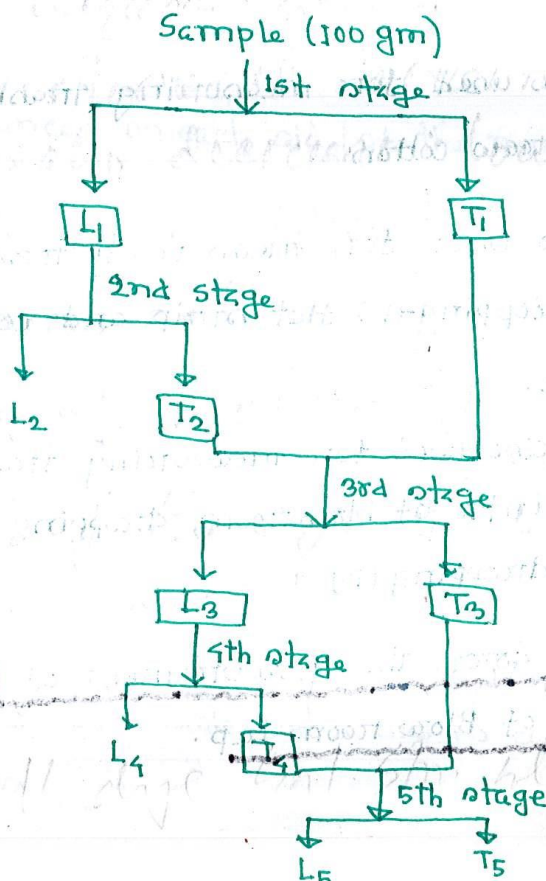 Sample (100 gm)
1st stage
L1
T1
2nd stage
L2
T2
3rd stage
L3
T3
4th stage
L4
T4
5th stage
L5
T5